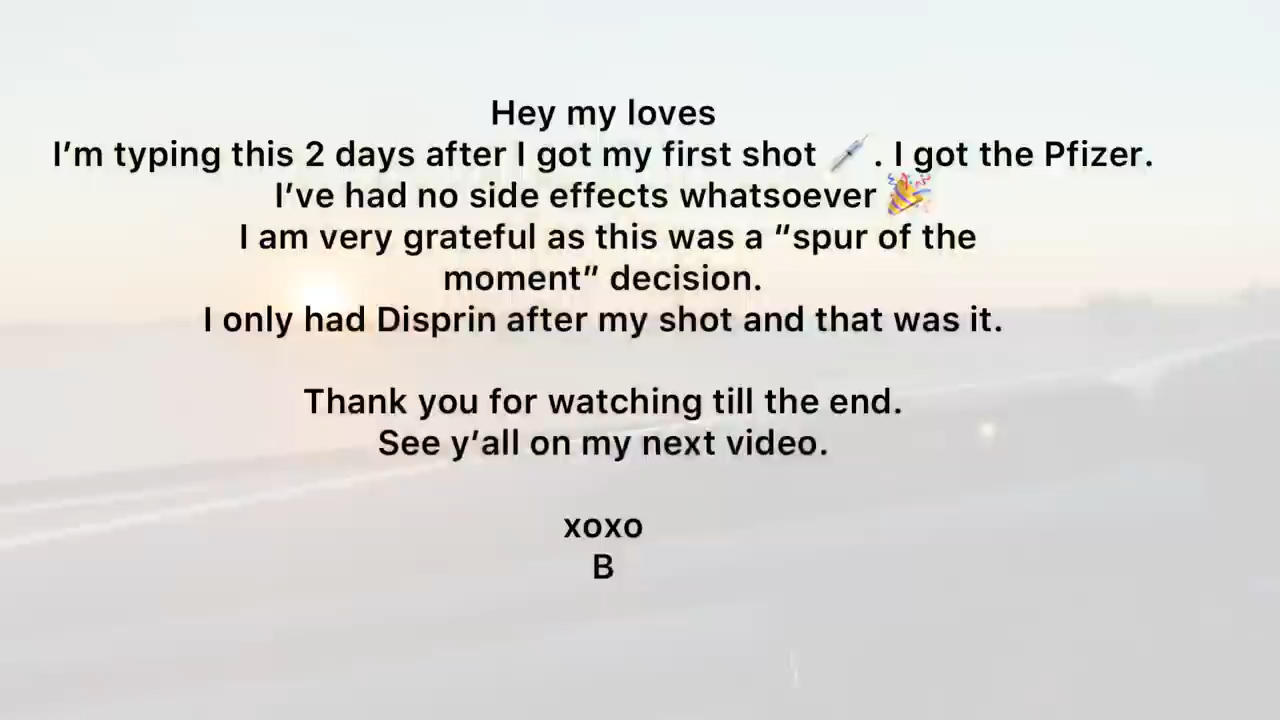 Hey my loves
I’m typing this 2 days after I got my first shot 💉. I got the Pfizer.
I’ve had no side effects whatsoever 🎉
I am very grateful as this was a “spur of the
moment” decision.
I only had Disprin after my shot and that was it.
Thank you for watching till the end.
See y’all on my next video.
xoxo
B